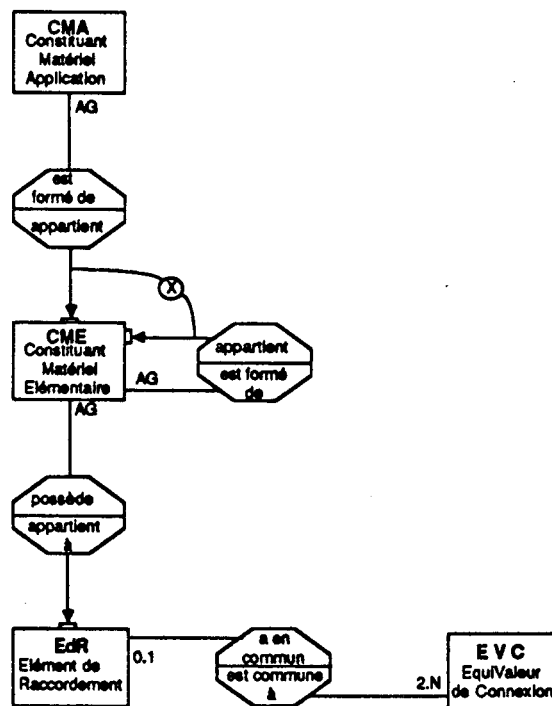 CMA
Constituant
Matériel
Application
AG
est
formé de
appartient
X
CME
Constituant
Matériel
Elémentaire
appartient
AG
est formé
de
AG
possède
appartient
à
EdR
Elément de
Raccordement
0.1
a en
commun
est commune
à
2.N
E V C
EquiValeur
de Connexion